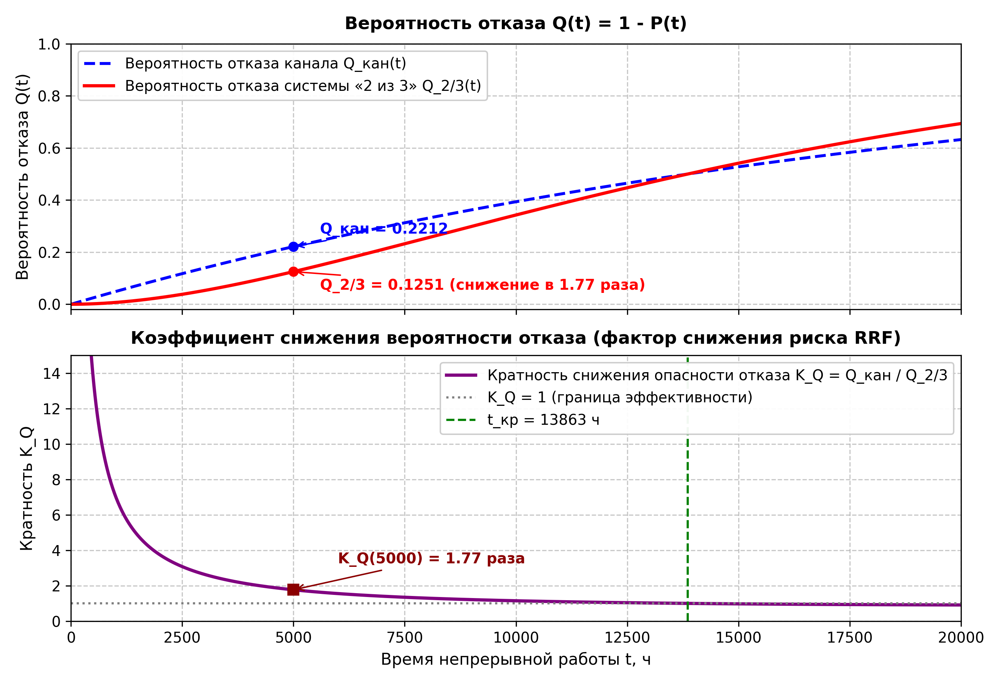 Вероятность отказа Q(t) = 1 - P(t)
1.0
0.8
0.6
0.4
0.2
0.0
Вероятность отказа Q(t)
Вероятность отказа канала Q_кан(t)
Вероятность отказа системы «2 из 3» Q_2/3(t)
Q_кан = 0.2212
Q_2/3 = 0.1251 (снижение в 1.77 раза)
Коэффициент снижения вероятности отказа (фактор снижения риска RRF)
14
12
10
8
6
4
2
0
Кратность K_Q
Кратность снижения опасности отказа K_Q = Q_кан / Q_2/3
K_Q = 1 (граница эффективности)
t_кр = 13863 ч
K_Q(5000) = 1.77 раза
0 2500 5000 7500 10000 12500 15000 17500 20000
Время непрерывной работы t, ч